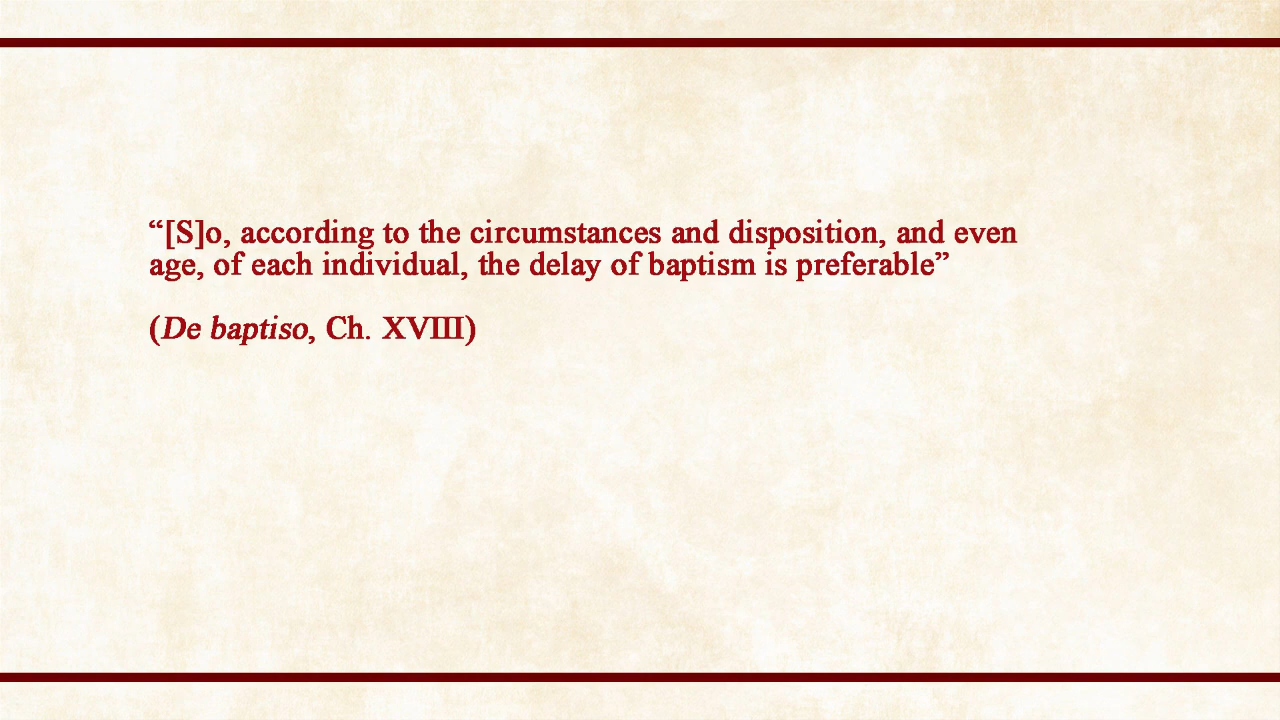 “[S]o, according to the circumstances and disposition, and even
age, of each individual, the delay of baptism is preferable”
(De baptiso, Ch. XVIII)